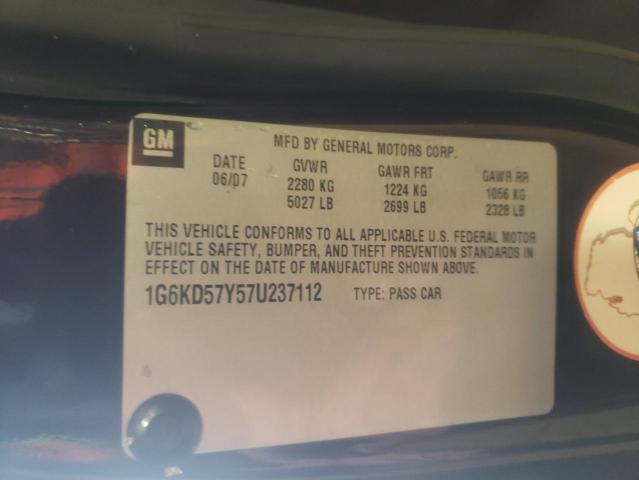 GM
MFD BY GENERAL MOTORS CORP.
DATE GVWR GAWR FRT GAWR RR
06/07 2280 KG 1224 KG 1056 KG
5027 LB 2699 LB 2328 LB
THIS VEHICLE CONFORMS TO ALL APPLICABLE U.S. FEDERAL MOTOR
VEHICLE SAFETY, BUMPER, AND THEFT PREVENTION STANDARDS IN
EFFECT ON THE DATE OF MANUFACTURE SHOWN ABOVE.
1G6KD57Y57U237112 TYPE: PASS CAR